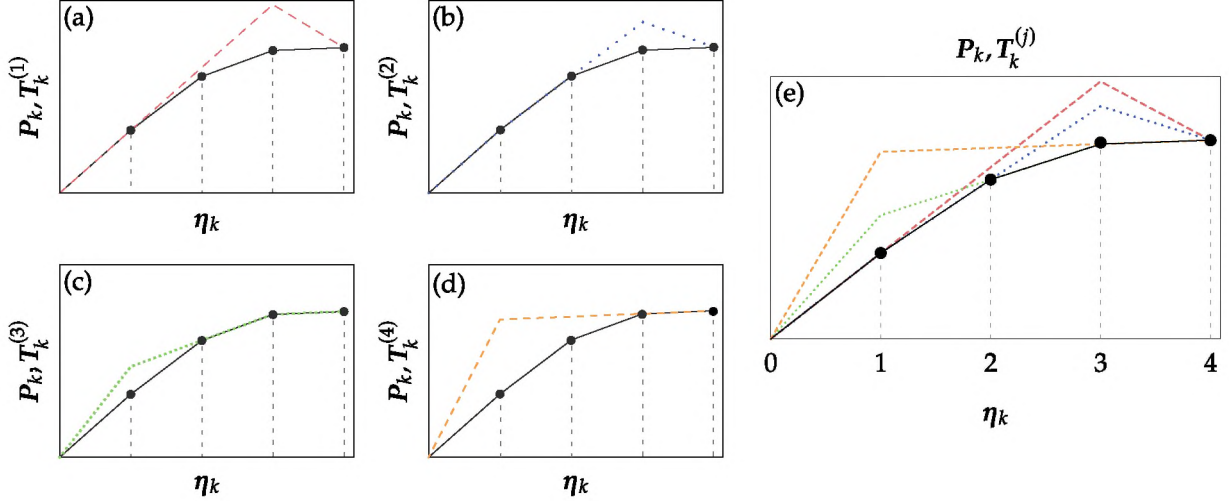 (a)
P_k, T_k^{(1)}
η_k
(b)
P_k, T_k^{(2)}
η_k
(c)
P_k, T_k^{(3)}
η_k
(d)
P_k, T_k^{(4)}
η_k
P_k, T_k^{(j)}
(e)
0 1 2 3 4
η_k